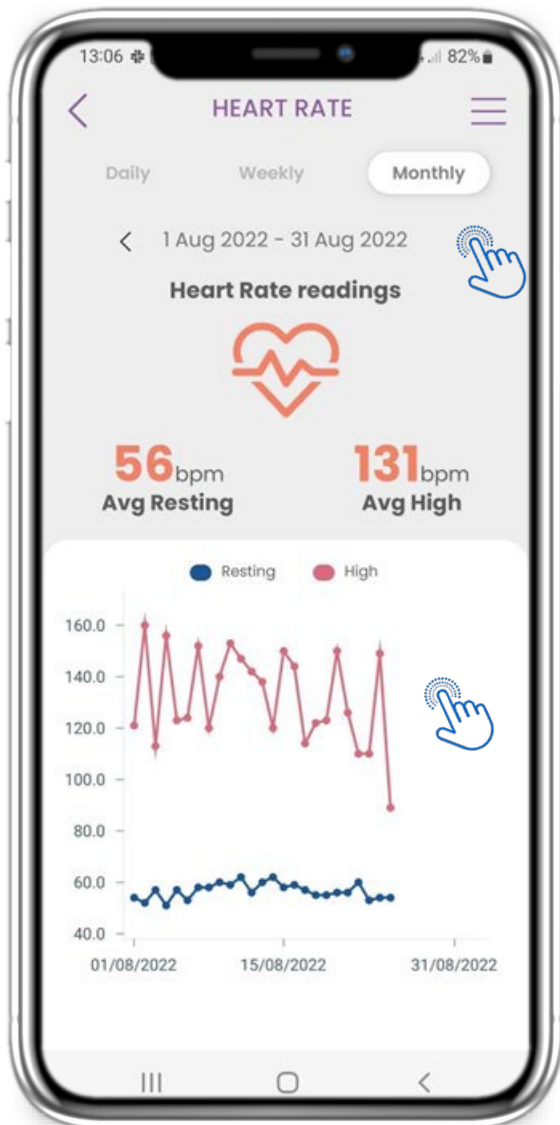 13:06 82%
HEART RATE
Daily Weekly Monthly
1 Aug 2022 - 31 Aug 2022
Heart Rate readings
56bpm 131bpm
Avg Resting Avg High
Resting High
160.0
140.0
120.0
100.0
80.0
60.0
40.0
01/08/2022 15/08/2022 31/08/2022